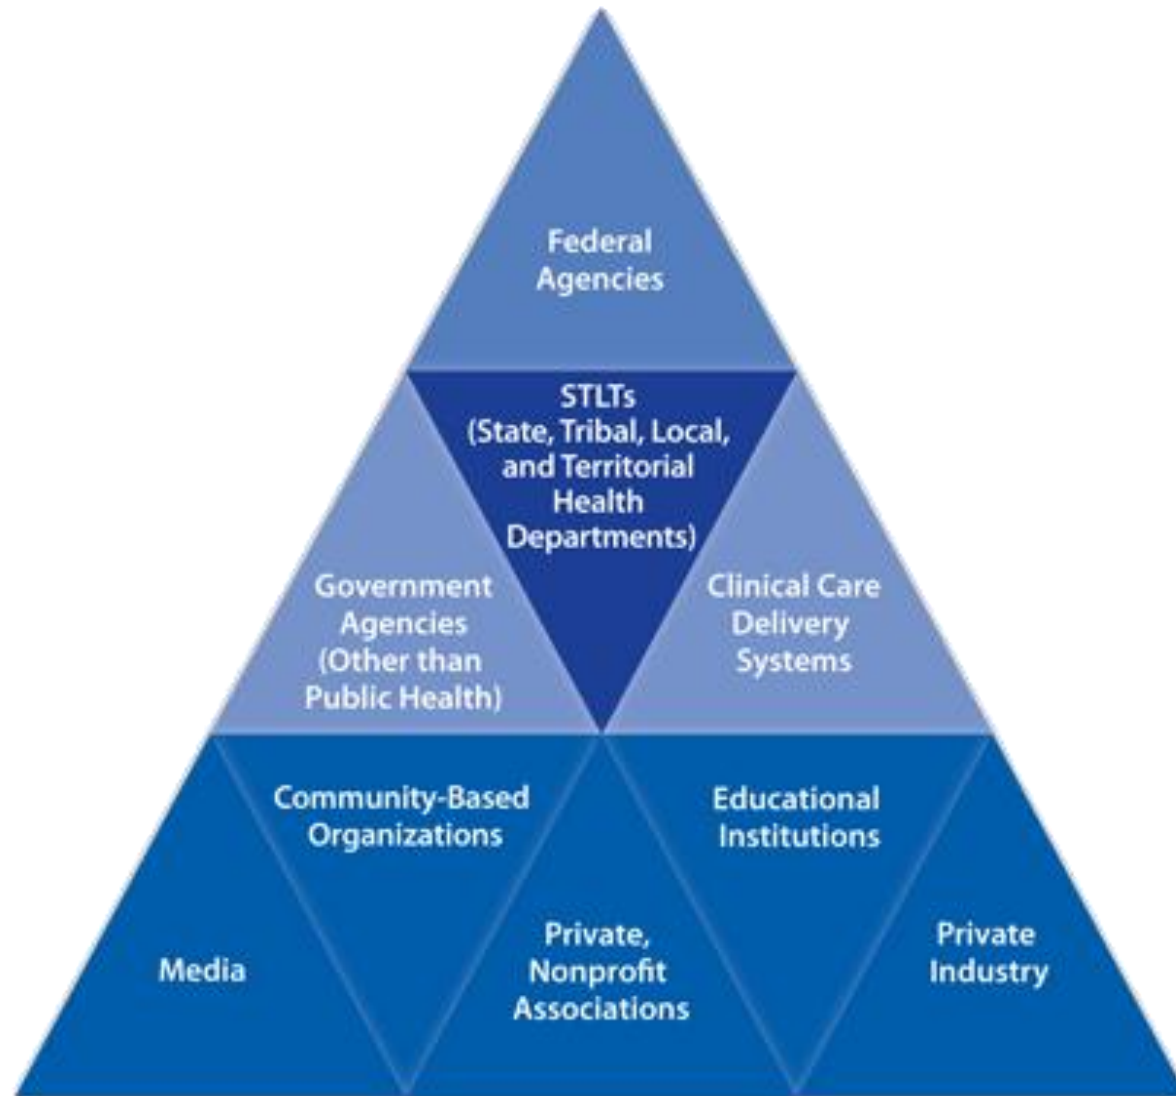 Federal
Agencies
STLTs
(State, Tribal, Local,
and Territorial
Health
Departments)
Government
Agencies
(Other than
Public Health)
Clinical Care
Delivery
Systems
Community-Based
Organizations
Educational
Institutions
Media
Private,
Nonprofit
Associations
Private
Industry